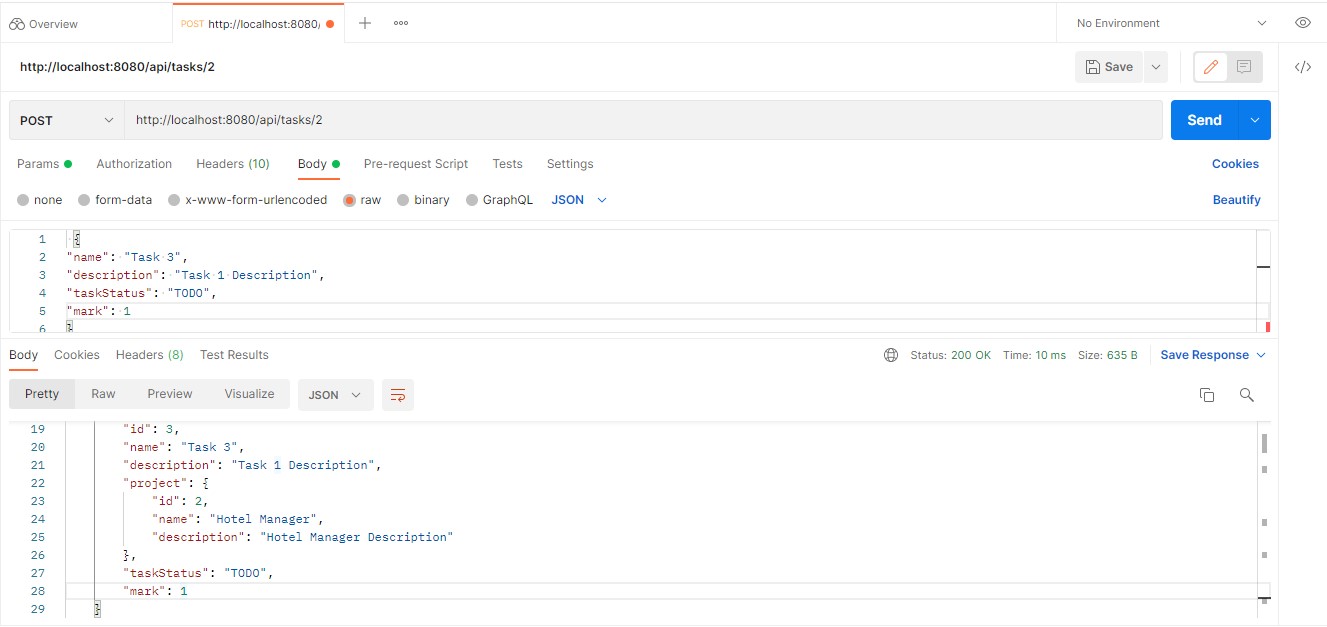 Overview
POST http://localhost:8080/
No Environment
http://localhost:8080/api/tasks/2
Save
POST
http://localhost:8080/api/tasks/2
Send
Params
Authorization
Headers (10)
Body
Pre-request Script
Tests
Settings
Cookies
none
form-data
x-www-form-urlencoded
raw
binary
GraphQL
JSON
Beautify
1 {
2 "name": "Task 3",
3 "description": "Task 1 Description",
4 "taskStatus": "TODO",
5 "mark": 1
6 }
Body
Cookies
Headers (8)
Test Results
Status: 200 OK
Time: 10 ms
Size: 635 B
Save Response
Pretty
Raw
Preview
Visualize
JSON
19 "id": 3,
20 "name": "Task 3",
21 "description": "Task 1 Description",
22 "project": {
23 "id": 2,
24 "name": "Hotel Manager",
25 "description": "Hotel Manager Description"
26 },
27 "taskStatus": "TODO",
28 "mark": 1
29 }